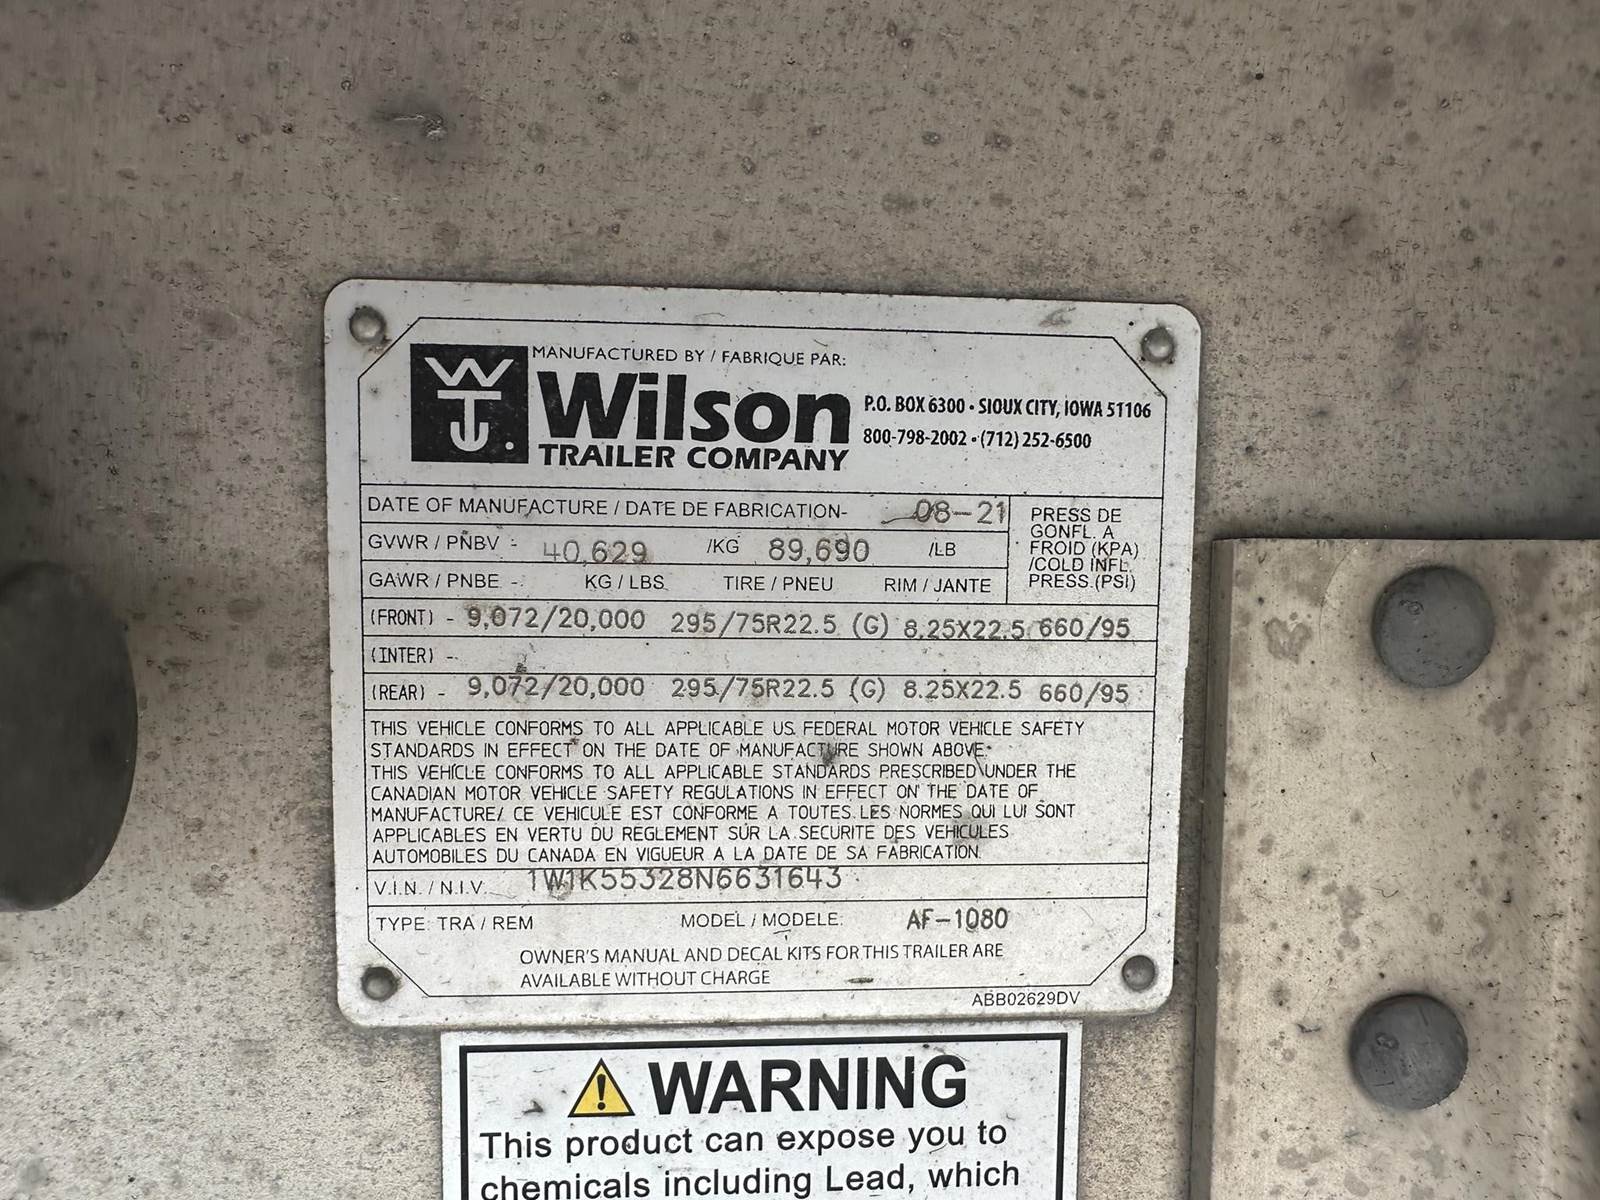 WTJ.
MANUFACTURED BY / FABRIQUE PAR:
Wilson
TRAILER COMPANY
P.O. BOX 6300 • SIOUX CITY, IOWA 51106
800-798-2002 • (712) 252-6500
DATE OF MANUFACTURE / DATE DE FABRICATION- 08-21
GVWR / PNBV - 40,629 /KG 89,690 /LB
GAWR / PNBE - KG / LBS TIRE / PNEU RIM / JANTE
PRESS DE
GONFL. A
FROID (KPA)
/COLD INFL.
PRESS.(PSI)
(FRONT) - 9,072/20,000 295/75R22.5 (G) 8.25X22.5 660/95
(INTER) -
(REAR) - 9,072/20,000 295/75R22.5 (G) 8.25X22.5 660/95
THIS VEHICLE CONFORMS TO ALL APPLICABLE US. FEDERAL MOTOR VEHICLE SAFETY
STANDARDS IN EFFECT ON THE DATE OF MANUFACTURE SHOWN ABOVE.
THIS VEHICLE CONFORMS TO ALL APPLICABLE STANDARDS PRESCRIBED UNDER THE
CANADIAN MOTOR VEHICLE SAFETY REGULATIONS IN EFFECT ON THE DATE OF
MANUFACTURE/ CE VEHICULE EST CONFORME A TOUTES LES NORMES QUI LUI SONT
APPLICABLES EN VERTU DU REGLEMENT SUR LA SECURITE DES VEHICULES
AUTOMOBILES DU CANADA EN VIGUEUR A LA DATE DE SA FABRICATION.
V.I.N. / N.I.V. 1W1K55328N6631643
TYPE: TRA / REM MODEL / MODELE: AF-1080
OWNER'S MANUAL AND DECAL KITS FOR THIS TRAILER ARE
AVAILABLE WITHOUT CHARGE
ABB02629DV
WARNING
This product can expose you to
chemicals including Lead, which